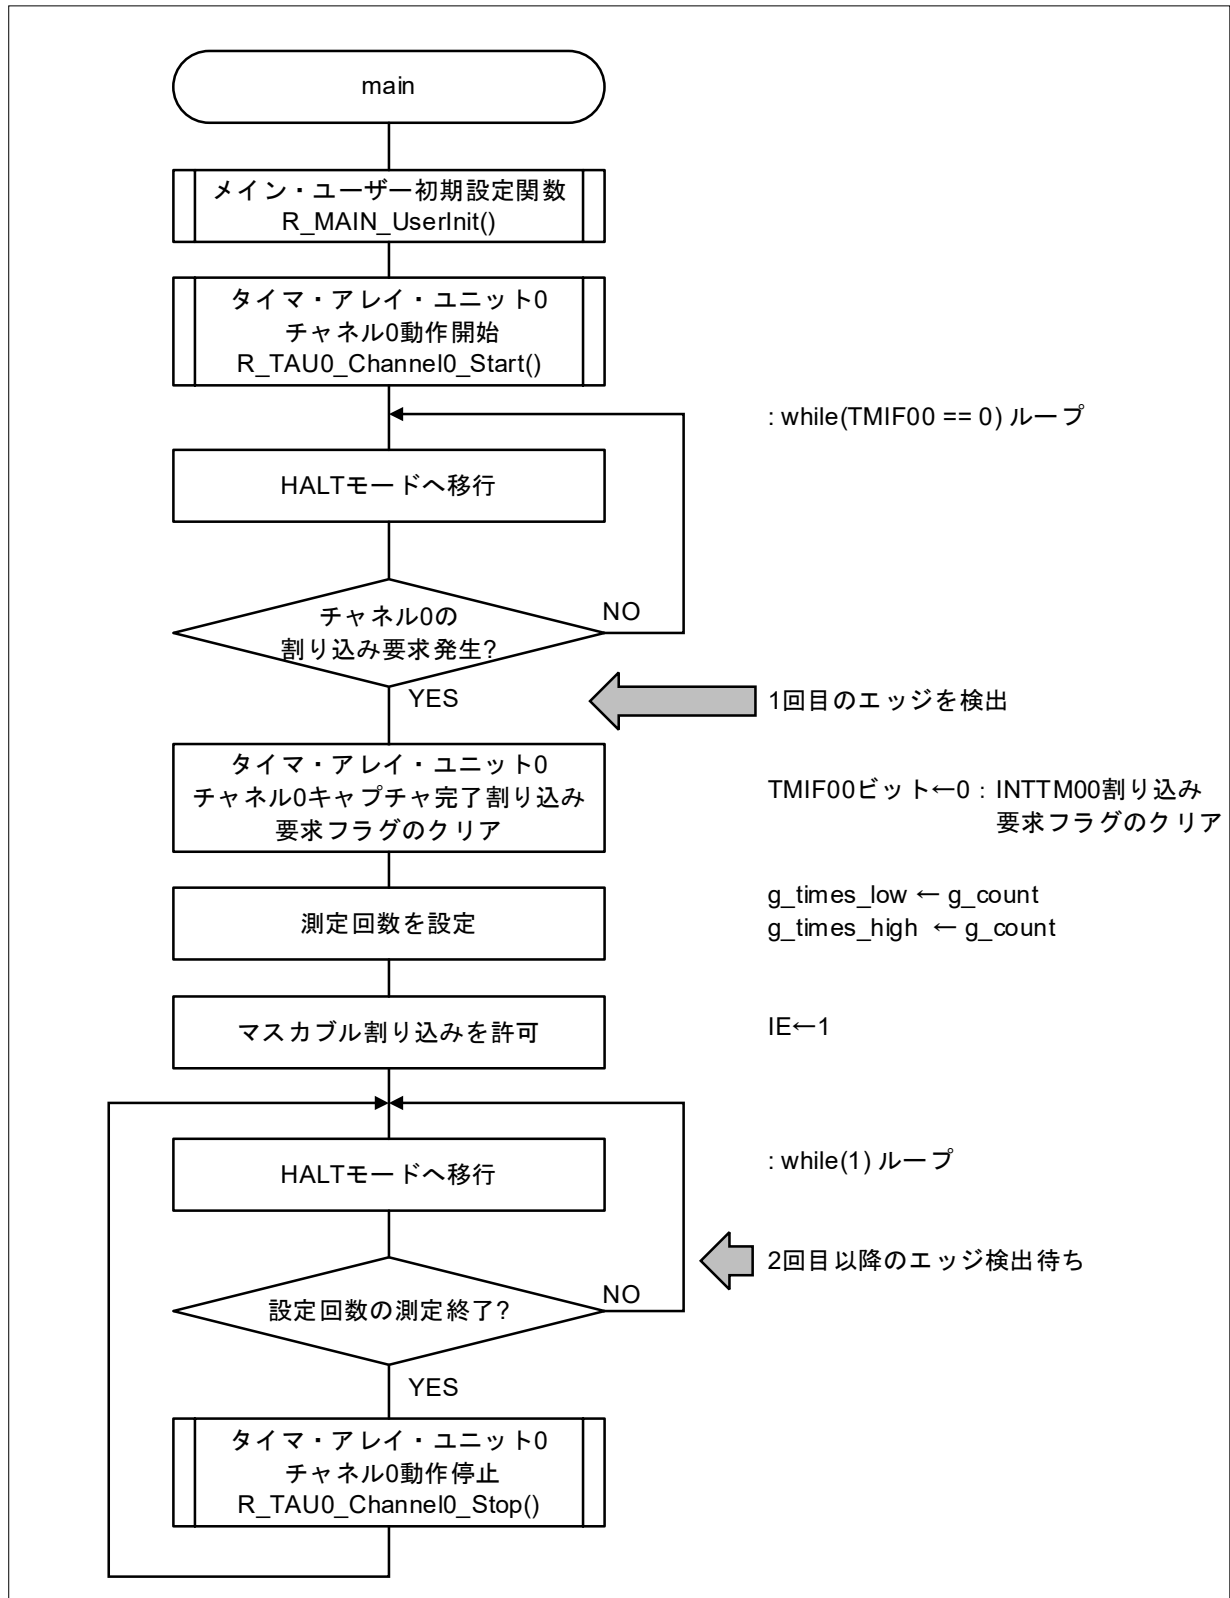 main
メイン・ユーザー初期設定関数
R_MAIN_UserInit()
タイマ・アレイ・ユニット0
チャネル0動作開始
R_TAU0_Channel0_Start()
: while(TMIF00 == 0) ループ
HALTモードへ移行
チャネル0の
割り込み要求発生?
NO
YES
1回目のエッジを検出
タイマ・アレイ・ユニット0
チャネル0キャプチャ完了割り込み
要求フラグのクリア
TMIF00ビット←0 : INTTM00割り込み
要求フラグのクリア
測定回数を設定
g_times_low ← g_count
g_times_high ← g_count
マスカブル割り込みを許可
IE←1
HALTモードへ移行
: while(1) ループ
2回目以降のエッジ検出待ち
設定回数の測定終了?
NO
YES
タイマ・アレイ・ユニット0
チャネル0動作停止
R_TAU0_Channel0_Stop()